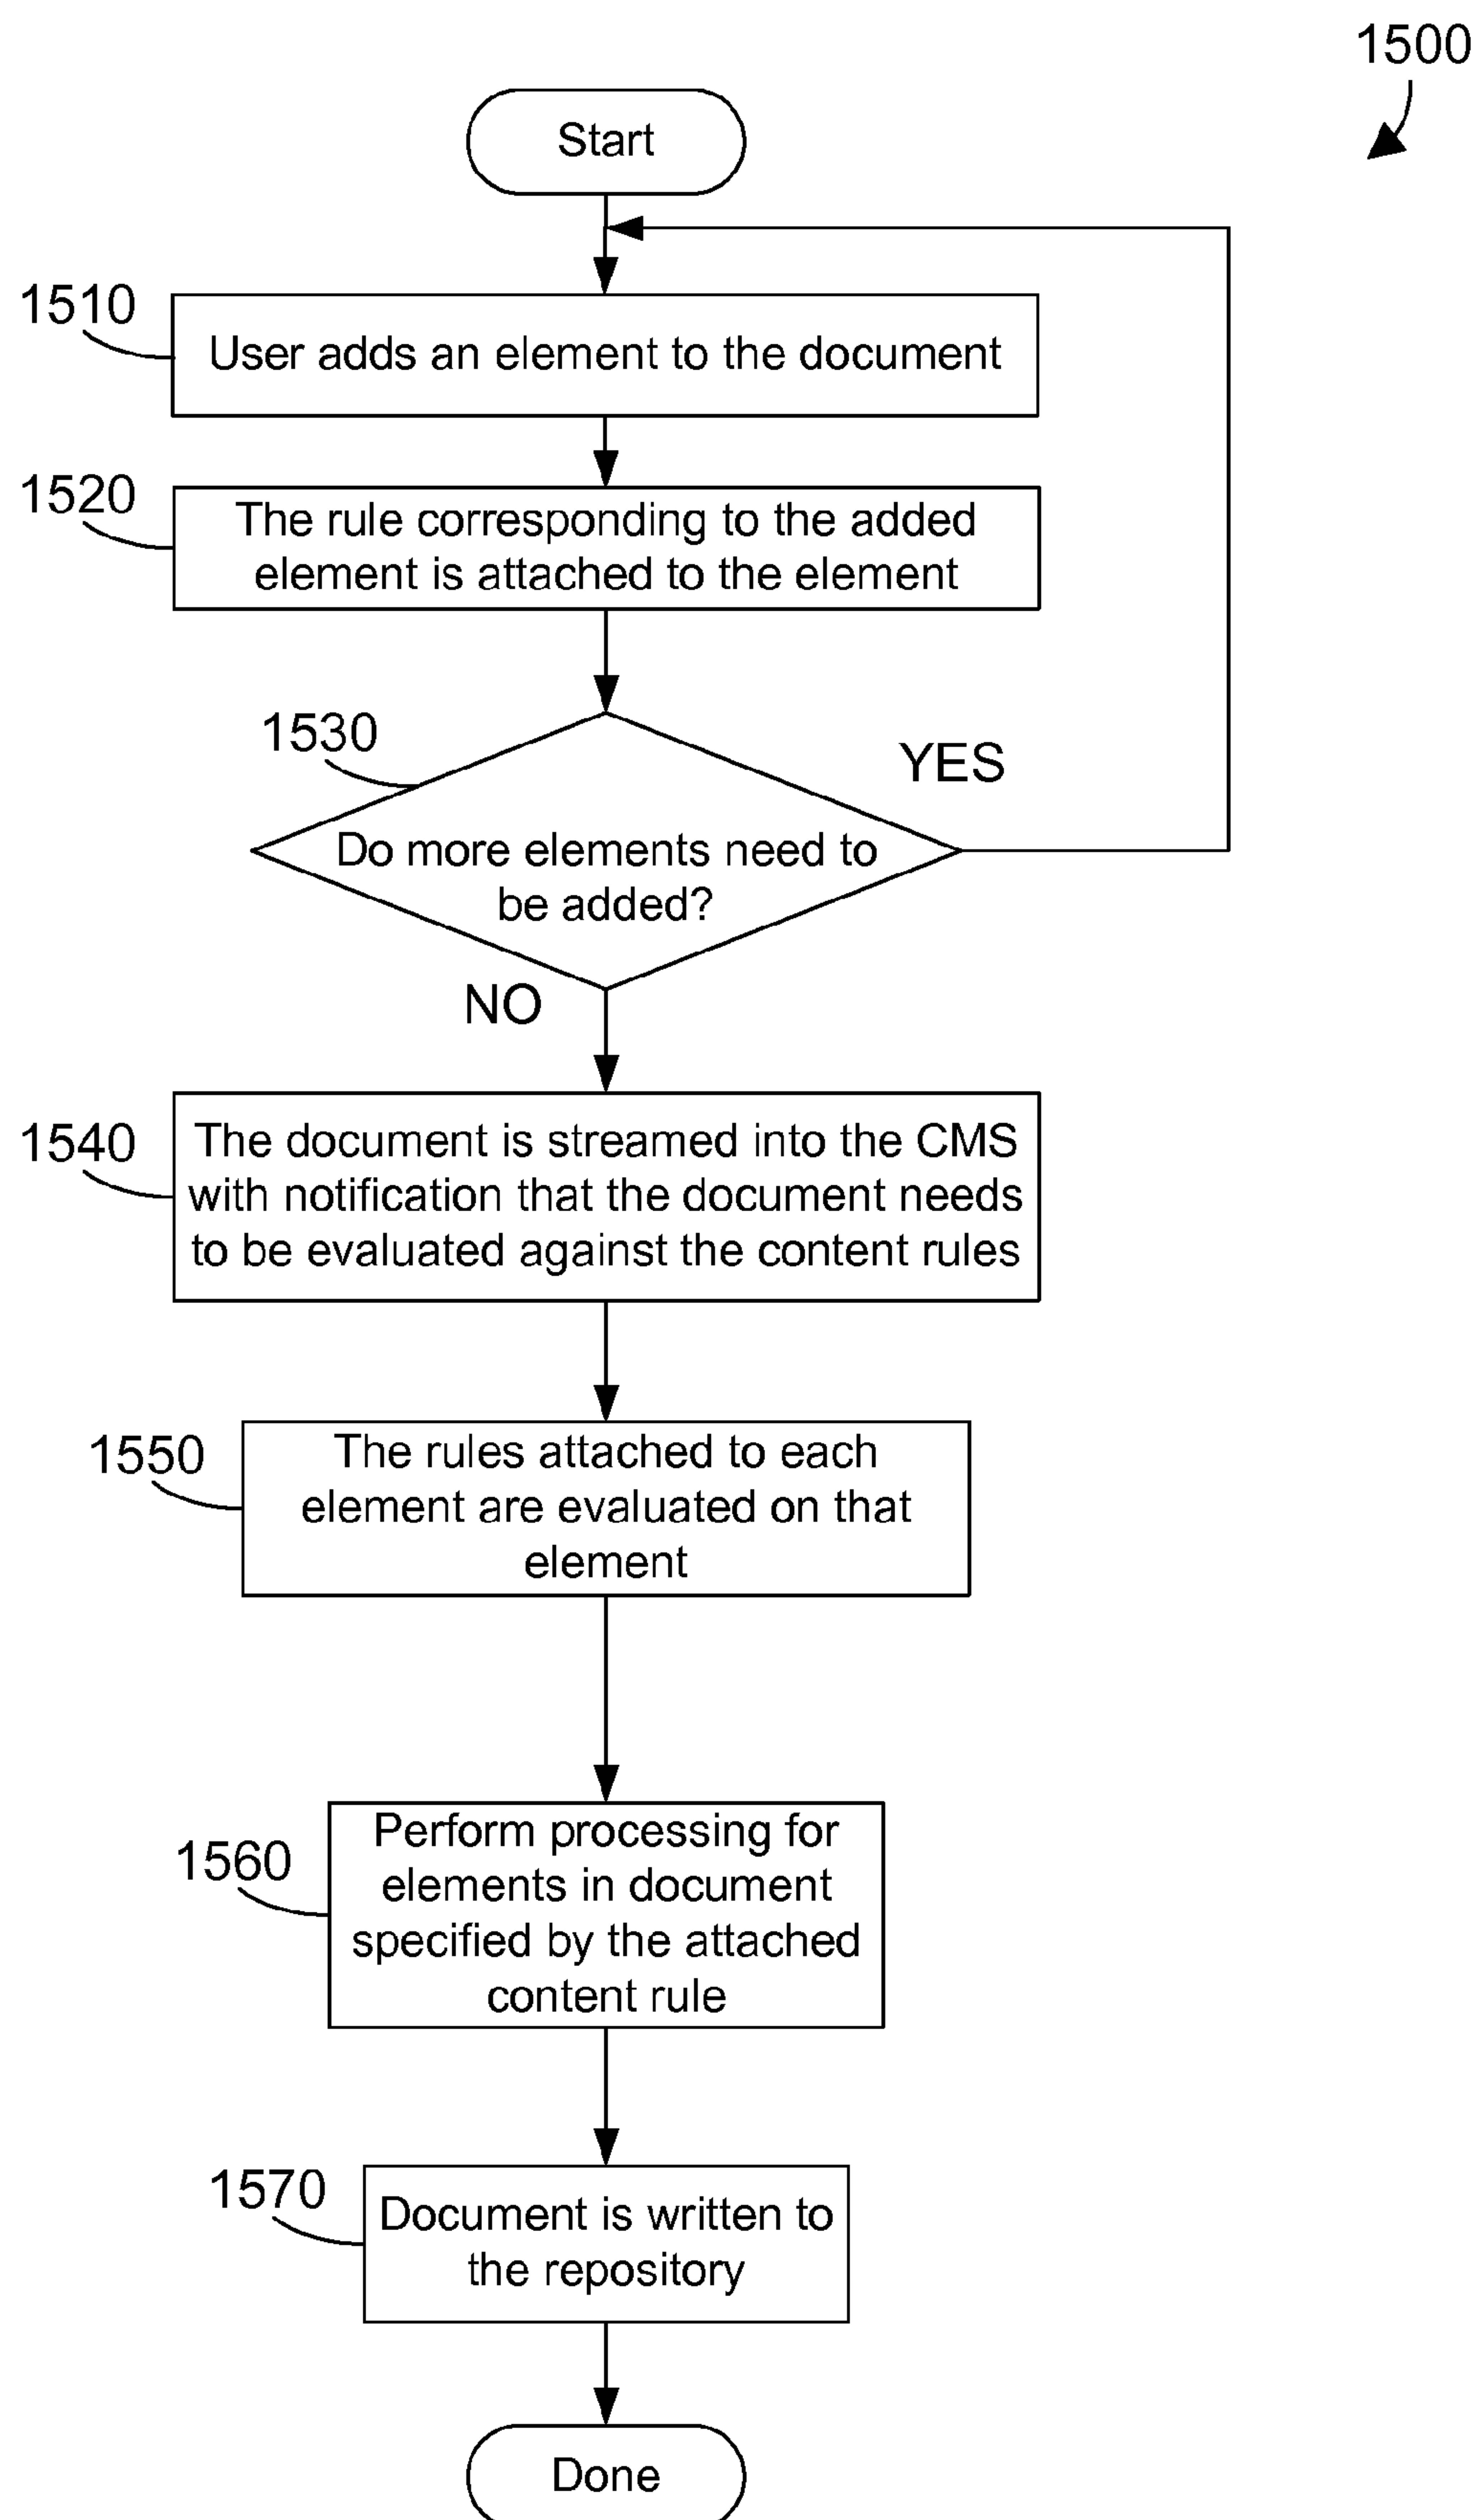 1500
Start
1510
User adds an element to the document
1520
The rule corresponding to the added
element is attached to the element
1530
YES
Do more elements need to
be added?
NO
1540
The document is streamed into the CMS
with notification that the document needs
to be evaluated against the content rules
1550
The rules attached to each
element are evaluated on that
element
1560
Perform processing for
elements in document
specified by the attached
content rule
1570
Document is written to
the repository
Done